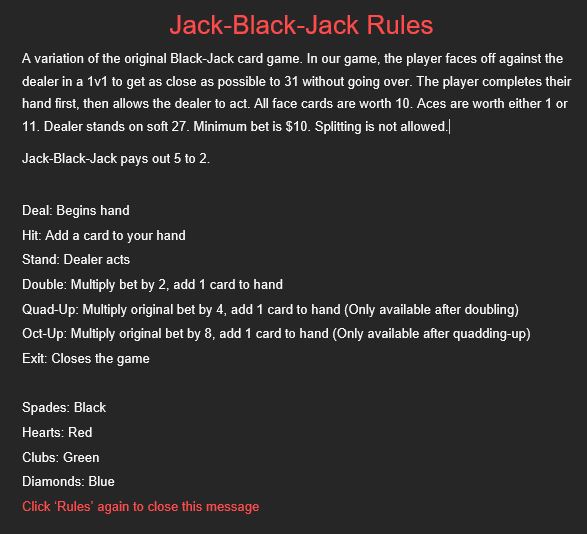 Jack-Black-Jack Rules
A variation of the original Black-Jack card game. In our game, the player faces off against the
dealer in a 1v1 to get as close as possible to 31 without going over. The player completes their
hand first, then allows the dealer to act. All face cards are worth 10. Aces are worth either 1 or
11. Dealer stands on soft 27. Minimum bet is $10. Splitting is not allowed.
Jack-Black-Jack pays out 5 to 2.
Deal: Begins hand
Hit: Add a card to your hand
Stand: Dealer acts
Double: Multiply bet by 2, add 1 card to hand
Quad-Up: Multiply original bet by 4, add 1 card to hand (Only available after doubling)
Oct-Up: Multiply original bet by 8, add 1 card to hand (Only available after quadding-up)
Exit: Closes the game
Spades: Black
Hearts: Red
Clubs: Green
Diamonds: Blue
Click ‘Rules’ again to close this message